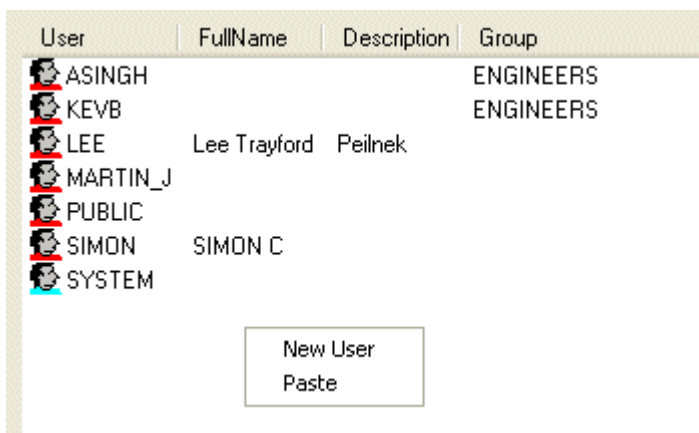 User FullName Description Group
ASINGH ENGINEERS
KEVB ENGINEERS
LEE Lee Trayford Peilnek
MARTIN_J
PUBLIC
SIMON SIMON C
SYSTEM
New User
Paste